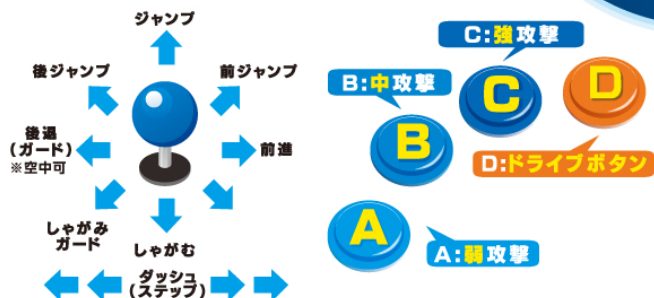 ジャンプ
後ジャンプ
前ジャンプ
後退
(ガード)
※空中可
前進
しゃがみ
ガード
しゃがむ
ダッシュ
(ステップ)
C:強攻撃
B:中攻撃
C
D
B
D:ドライブボタン
A
A:弱攻撃